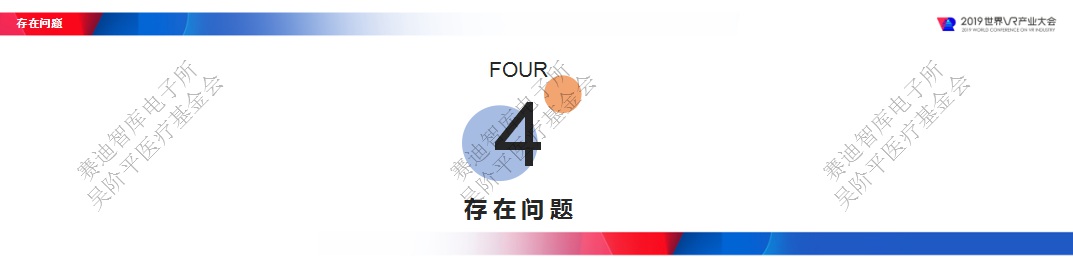 存在问题
2019世界VR产业大会
2019 WORLD CONFERENCE ON VR INDUSTRY
FOUR
4
存在问题
赛迪智库电子所
吴阶平医疗基金会
赛迪智库电子所
吴阶平医疗基金会
赛迪智库电子所
吴阶平医疗基金会